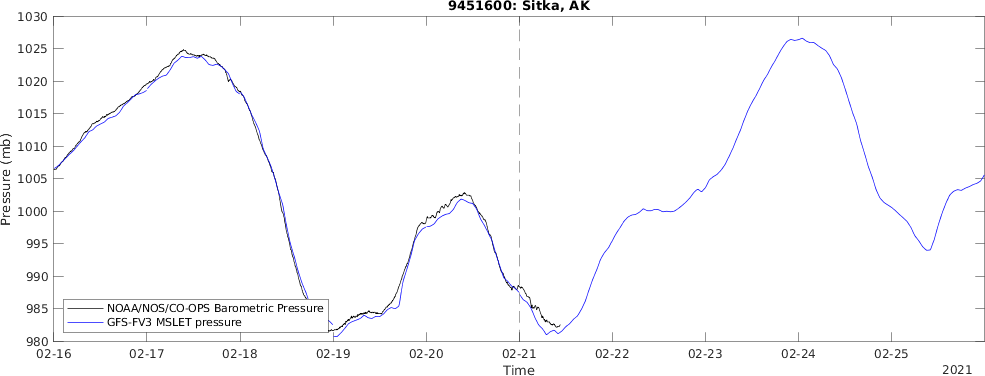 9451600: Sitka, AK
1030
1025
1020
1015
1010
1005
1000
995
990
985
980
Pressure (mb)
NOAA/NOS/CO-OPS Barometric Pressure
GFS-FV3 MSLET pressure
02-16 02-17 02-18 02-19 02-20 02-21 02-22 02-23 02-24 02-25
Time
2021